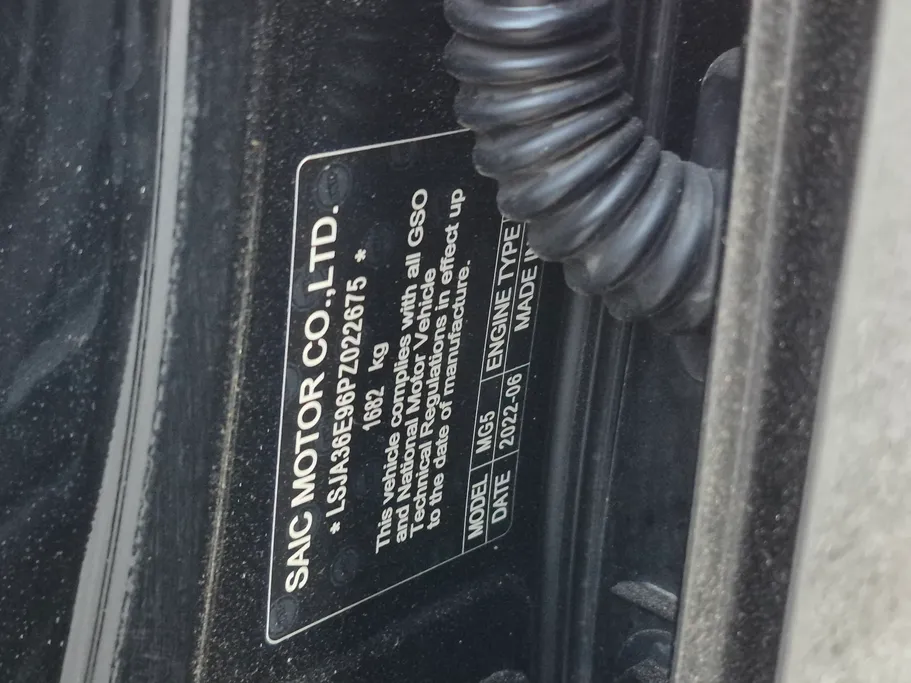 SAIC MOTOR CO.,LTD.
* LSJA36E96PZ022675 *
1682 kg
This vehicle complies with all GSO
and National Motor Vehicle
Technical Regulations in effect up
to the date of manufacture.
MODEL MG5 ENGINE TYPE
DATE 2022-06 MADE